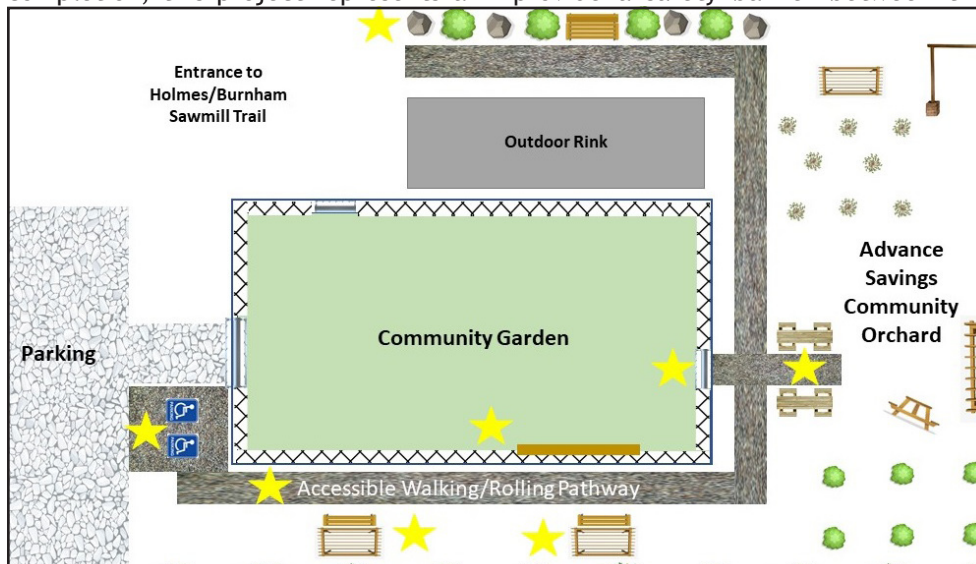 Entrance to
Holmes/Burnham
Sawmill Trail
Outdoor Rink
Advance
Savings
Community
Orchard
Community Garden
Parking
Accessible Walking/Rolling Pathway